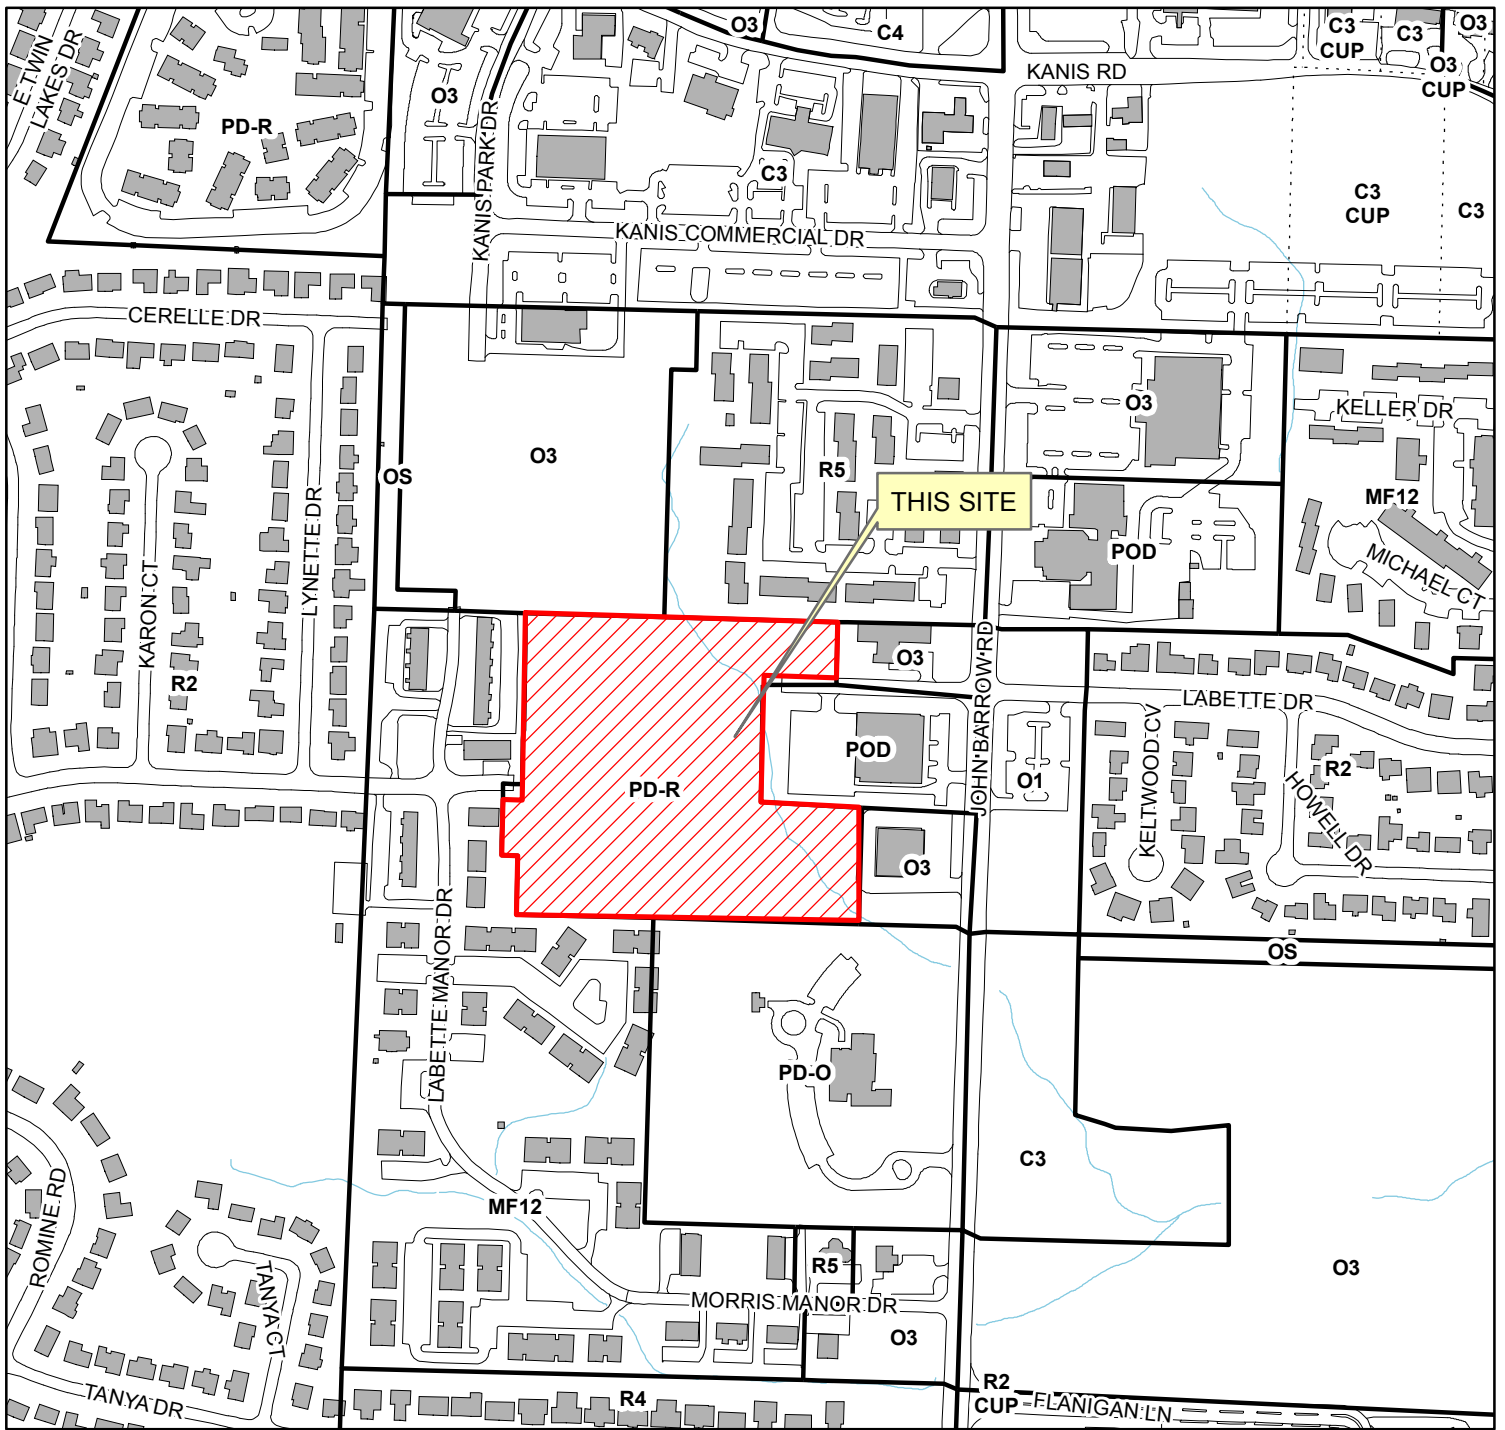 O3
C4
C3
CUP
C3
O3
E TWIN
LAKES DR
KANIS RD
O3
CUP
O3
PD-R
KANIS PARK DR
C3
C3
CUP
C3
KANIS COMMERCIAL DR
CERELLE DR
O3
KELLER DR
O3
R5
OS
THIS SITE
MF12
LYNETTE DR
POD
MICHAEL CT
KARON CT
JOHN BARROW RD
O3
R2
LABETTE DR
KELTWOOD CV
POD
R2
O1
PD-R
HOWELL DR
O3
LABETTE MANOR DR
OS
PD-O
C3
ROMINE RD
MF12
R5
O3
TANYA CT
MORRIS MANOR DR
O3
R2
CUP
TANYA DR
R4
FLANIGAN LN